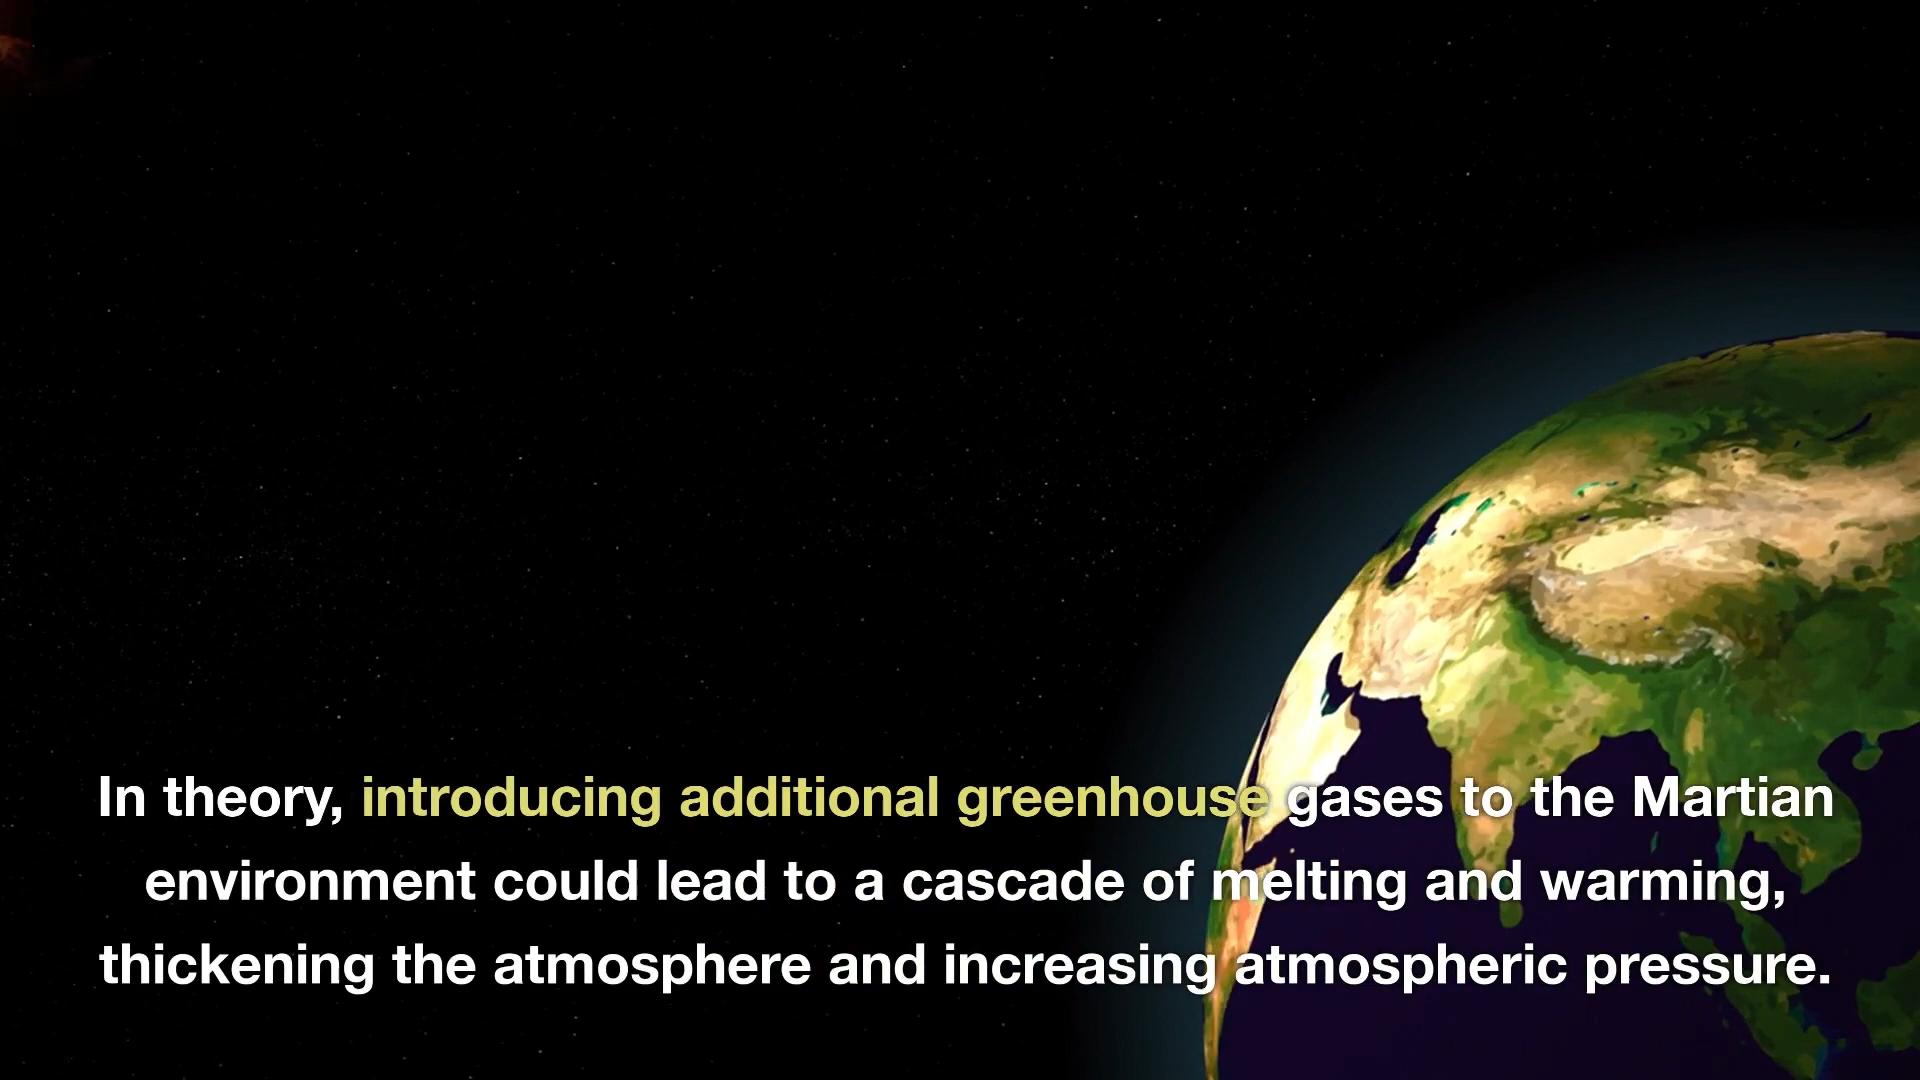 In theory, introducing additional greenhouse gases to the Martian
environment could lead to a cascade of melting and warming,
thickening the atmosphere and increasing atmospheric pressure.